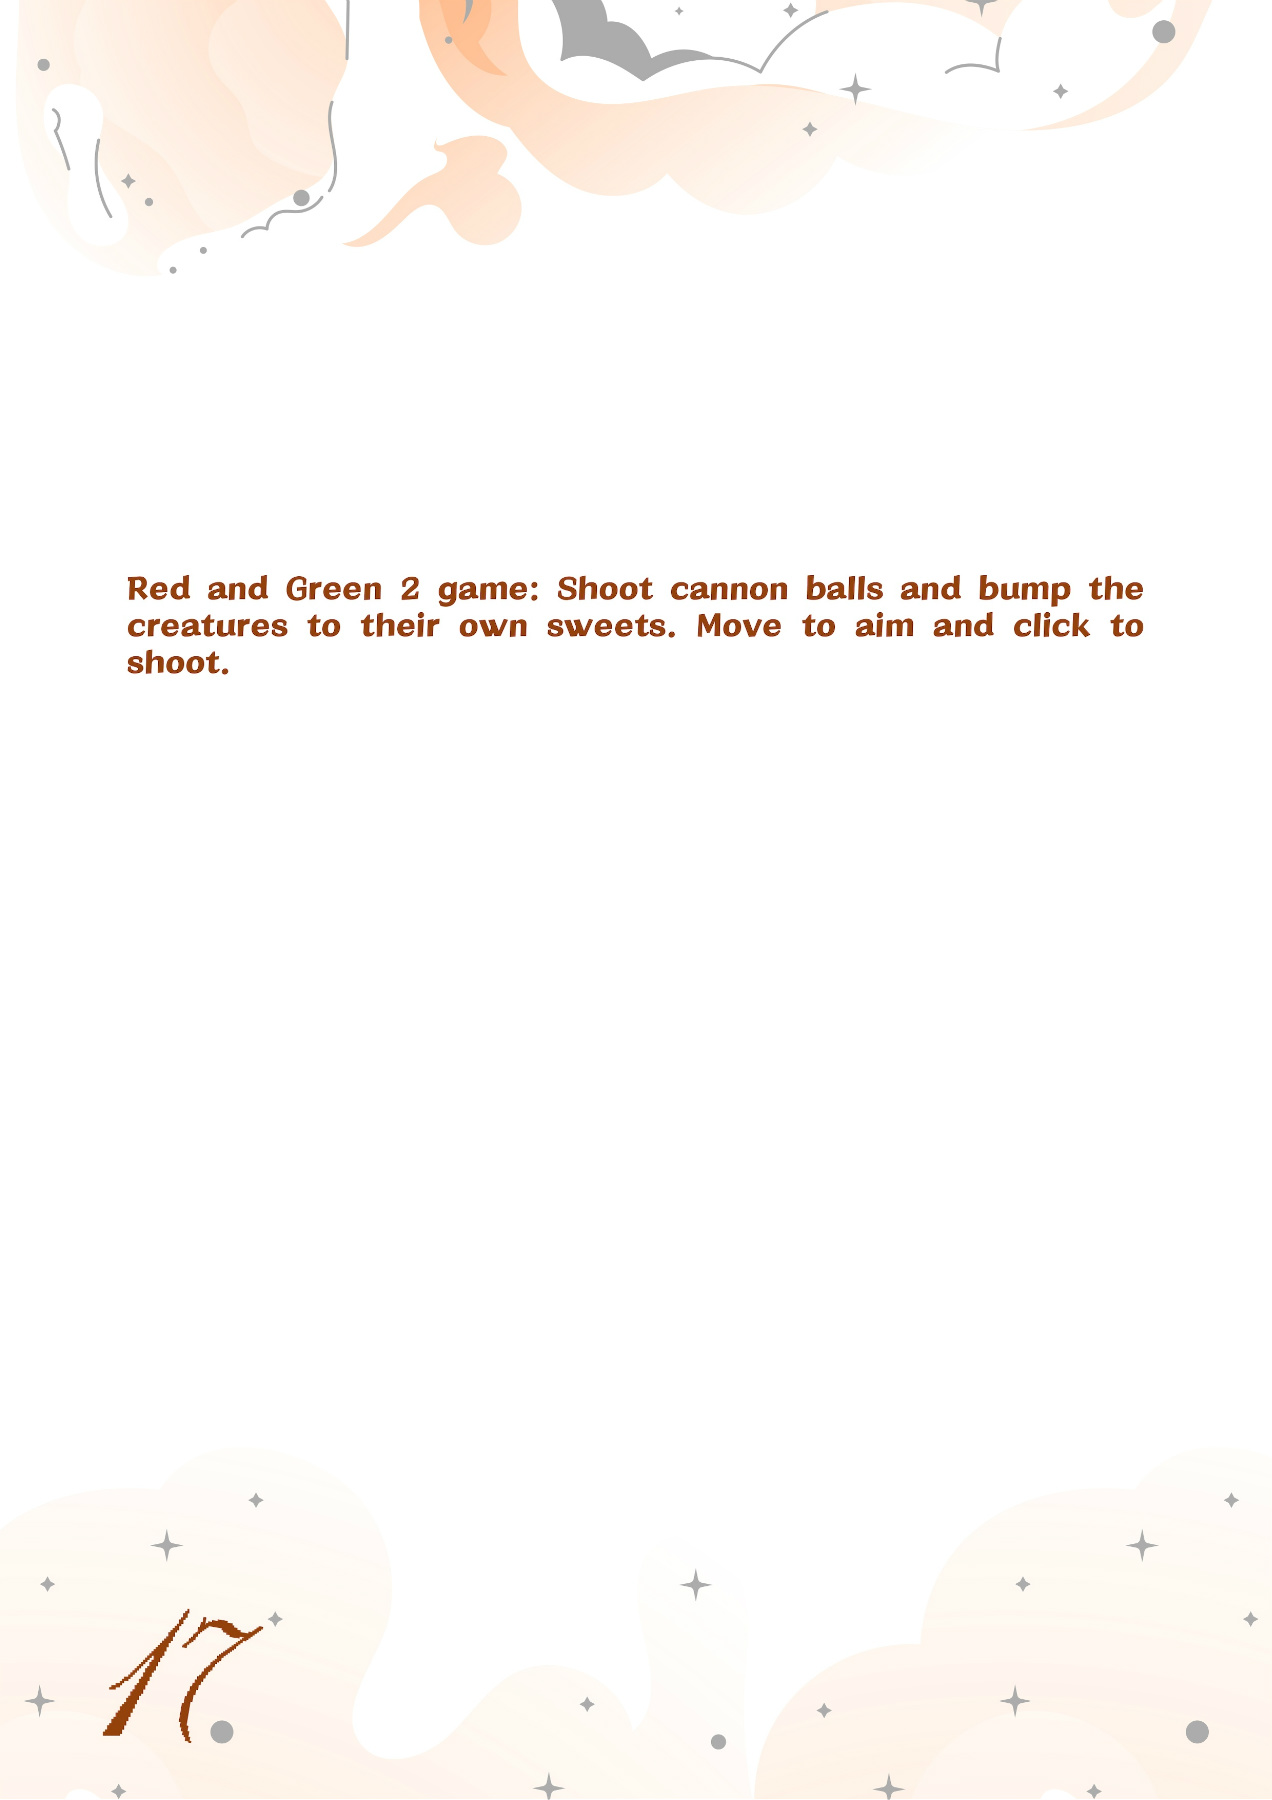 Red and Green 2 game: Shoot cannon balls and bump the
creatures to their own sweets. Move to aim and click to
shoot.
17